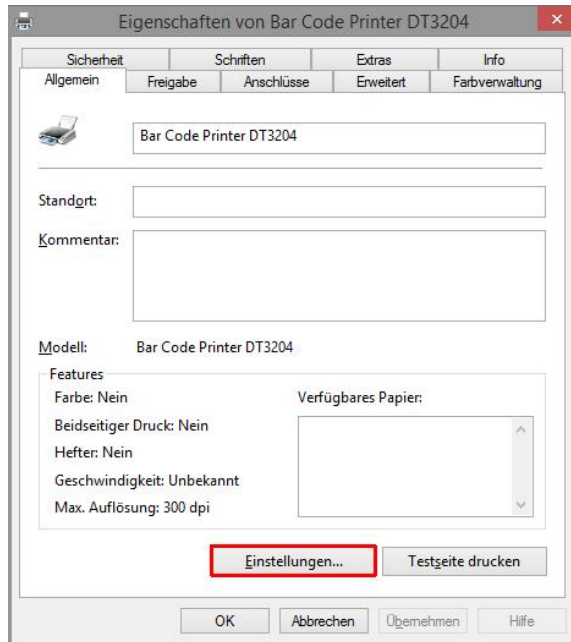 Eigenschaften von Bar Code Printer DT3204
Sicherheit Schriften Extras Info
Allgemein Freigabe Anschlüsse Erweitert Farbverwaltung
Bar Code Printer DT3204
Standort:
Kommentar:
Modell: Bar Code Printer DT3204
Features
Farbe: Nein Verfügbares Papier:
Beidseitiger Druck: Nein
Hefter: Nein
Geschwindigkeit: Unbekannt
Max. Auflösung: 300 dpi
Einstellungen... Testseite drucken
OK Abbrechen Übernehmen Hilfe